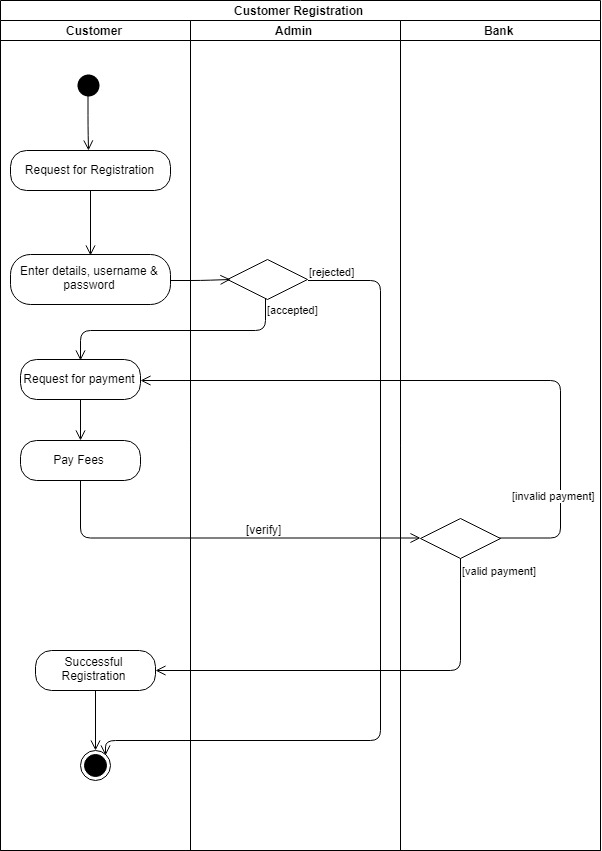 Customer Registration
Customer
Admin
Bank
Request for Registration
Enter details, username &
password
[rejected]
[accepted]
Request for payment
Pay Fees
[invalid payment]
[verify]
[valid payment]
Successful
Registration